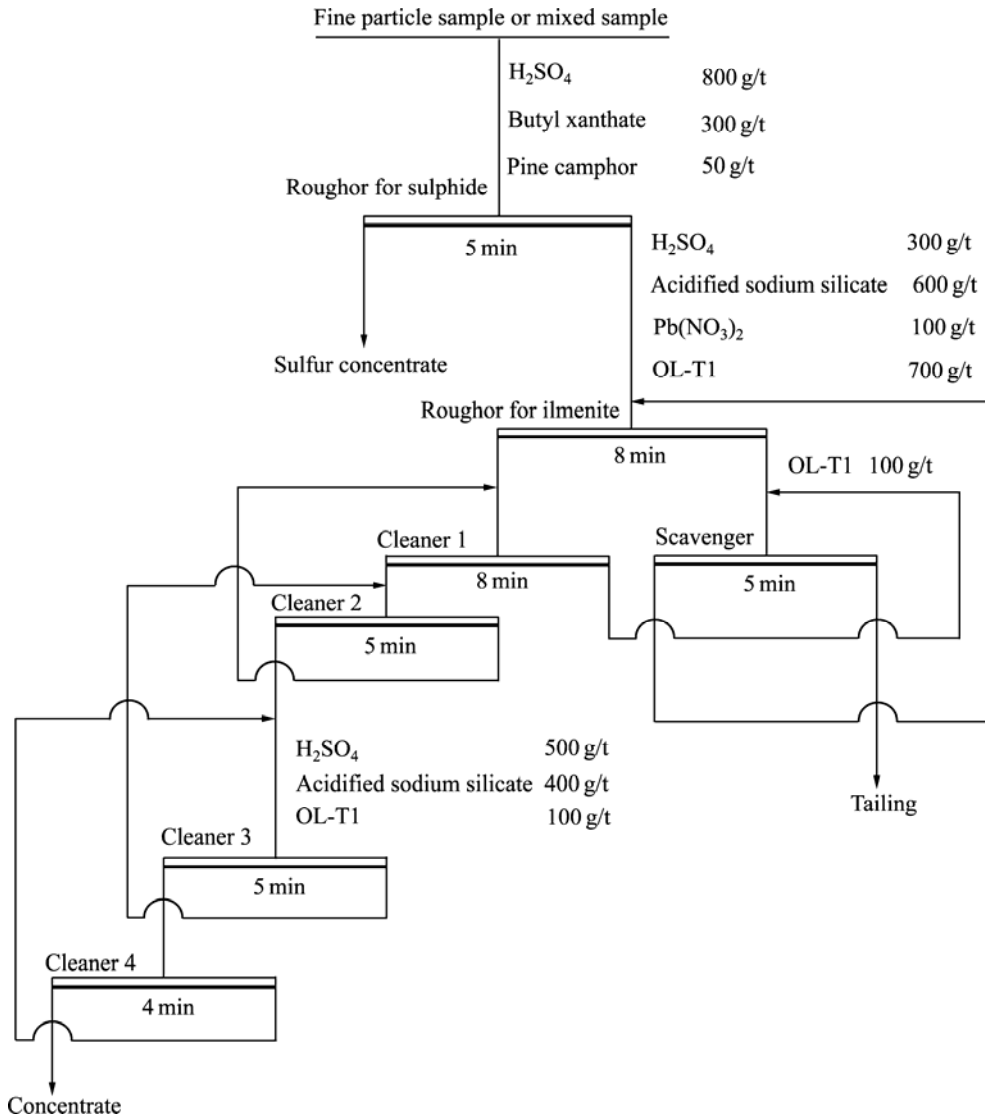 Fine particle sample or mixed sample
H₂SO₄ 800 g/t
Butyl xanthate 300 g/t
Pine camphor 50 g/t
Roughor for sulphide
5 min
H₂SO₄ 300 g/t
Acidified sodium silicate 600 g/t
Pb(NO₃)₂ 100 g/t
OL-T1 700 g/t
Sulfur concentrate
Roughor for ilmenite
8 min
OL-T1 100 g/t
Cleaner 1
8 min
Scavenger
5 min
Cleaner 2
5 min
H₂SO₄ 500 g/t
Acidified sodium silicate 400 g/t
OL-T1 100 g/t
Tailing
Cleaner 3
5 min
Cleaner 4
4 min
Concentrate